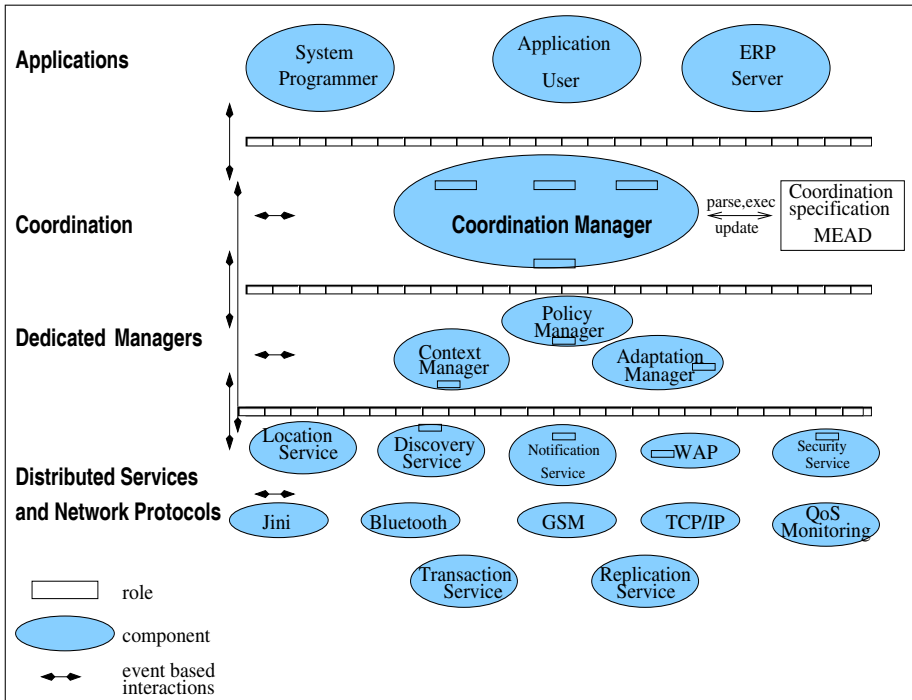 Applications
System
Programmer
Application
User
ERP
Server
Coordination
Coordination Manager
parse,exec
update
Coordination
specification
MEAD
Dedicated Managers
Policy
Manager
Context
Manager
Adaptation
Manager
Distributed Services
and Network Protocols
Location
Service
Discovery
Service
Notification
Service
WAP
Security
Service
Jini
Bluetooth
GSM
TCP/IP
QoS
Monitoring
Transaction
Service
Replication
Service
role
component
event based
interactions